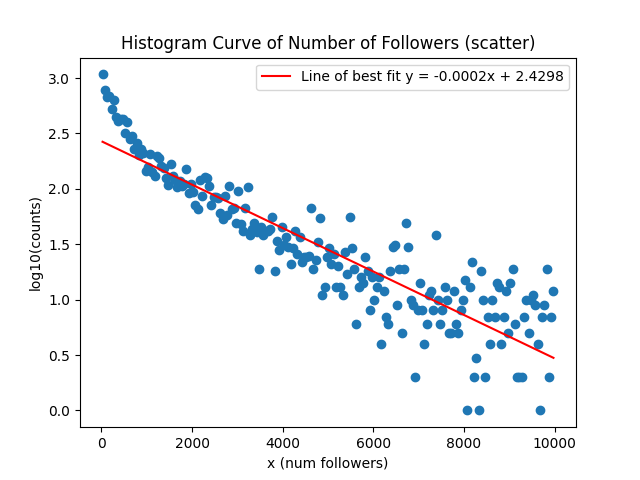 Histogram Curve of Number of Followers (scatter)
Line of best fit y = -0.0002x + 2.4298
3.0
2.5
2.0
1.5
1.0
0.5
0.0
log10(counts)
0 2000 4000 6000 8000 10000
x (num followers)